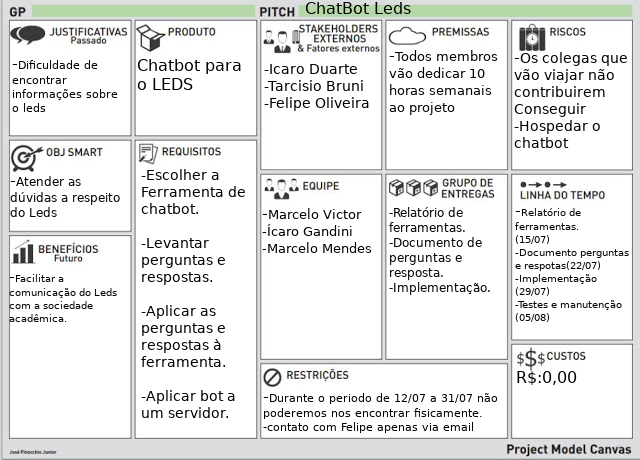 GP
PITCH ChatBot Leds
JUSTIFICATIVAS
Passado
-Dificuldade de
encontrar
informações sobre
o leds
PRODUTO
Chatbot para
o LEDS
STAKEHOLDERS
EXTERNOS
& Fatores externos
-Icaro Duarte
-Tarcisio Bruni
-Felipe Oliveira
PREMISSAS
-Todos membros
vão dedicar 10
horas semanais
ao projeto
RISCOS
-Os colegas que
vão viajar não
contribuirem
Conseguir
-Hospedar o
chatbot
OBJ SMART
-Atender as
dúvidas a respeito
do Leds
REQUISITOS
-Escolher a
Ferramenta de
chatbot.
-Levantar
perguntas e
respostas.
-Aplicar as
perguntas e
respostas à
ferramenta.
-Aplicar bot a
um servidor.
EQUIPE
-Marcelo Victor
-Ícaro Gandini
-Marcelo Mendes
GRUPO DE
ENTREGAS
-Relatório de
ferramentas.
-Documento de
perguntas e
resposta.
-Implementação.
LINHA DO TEMPO
-Relatório de
ferramentas.
(15/07)
-Documento perguntas
e respotas(22/07)
-Implementação
(29/07)
-Testes e manutenção
(05/08)
BENEFÍCIOS
Futuro
-Facilitar a
comunicação do Leds
com a sociedade
acadêmica.
RESTRIÇÕES
-Durante o periodo de 12/07 a 31/07 não
poderemos nos encontrar fisicamente.
-contato com Felipe apenas via email
$$$ CUSTOS
R$:0,00
José Finocchio Junior
Project Model Canvas